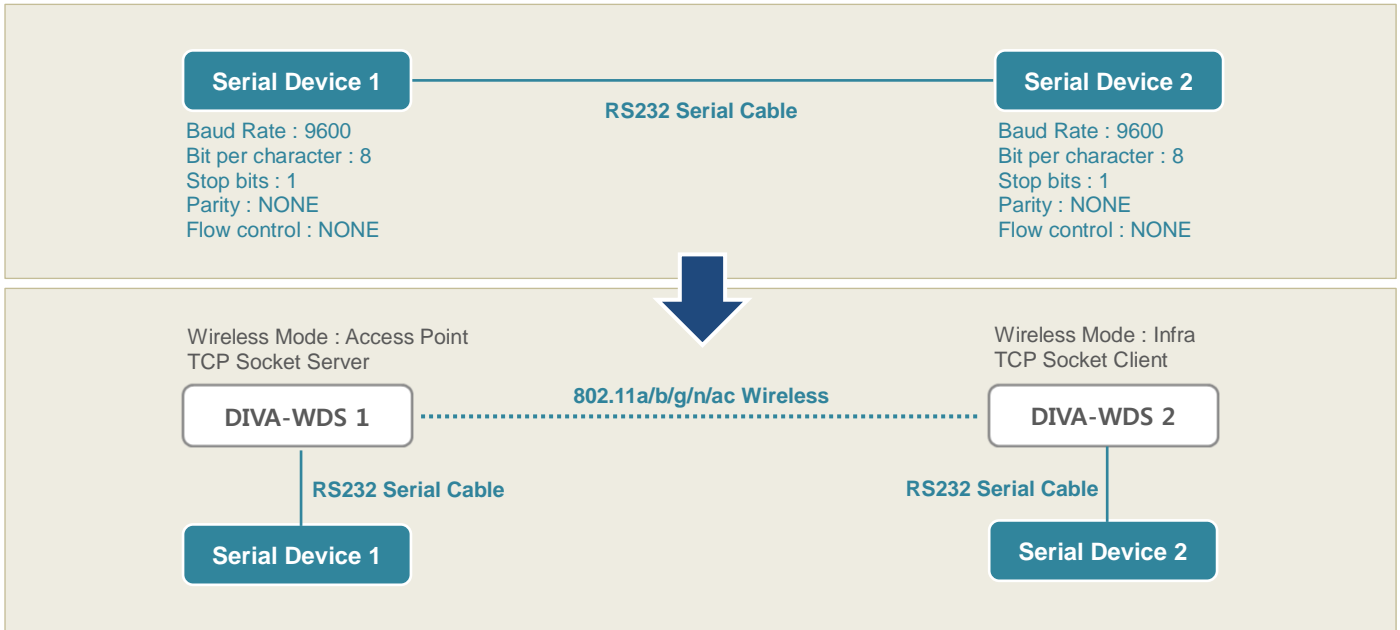 Serial Device 1
RS232 Serial Cable
Serial Device 2
Baud Rate : 9600
Bit per character : 8
Stop bits : 1
Parity : NONE
Flow control : NONE
Baud Rate : 9600
Bit per character : 8
Stop bits : 1
Parity : NONE
Flow control : NONE
Wireless Mode : Access Point
TCP Socket Server
DIVA-WDS 1
802.11a/b/g/n/ac Wireless
Wireless Mode : Infra
TCP Socket Client
DIVA-WDS 2
RS232 Serial Cable
RS232 Serial Cable
Serial Device 1
Serial Device 2